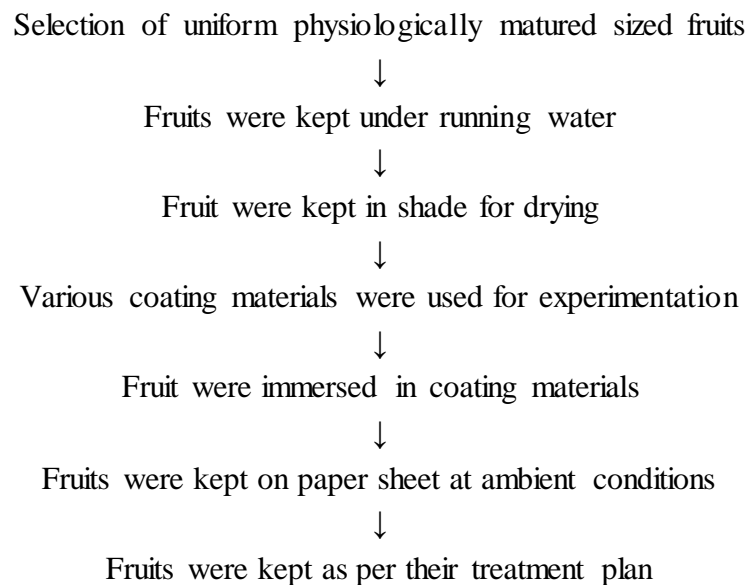 Selection of uniform physiologically matured sized fruits
↓
Fruits were kept under running water
↓
Fruit were kept in shade for drying
↓
Various coating materials were used for experimentation
↓
Fruit were immersed in coating materials
↓
Fruits were kept on paper sheet at ambient conditions
↓
Fruits were kept as per their treatment plan